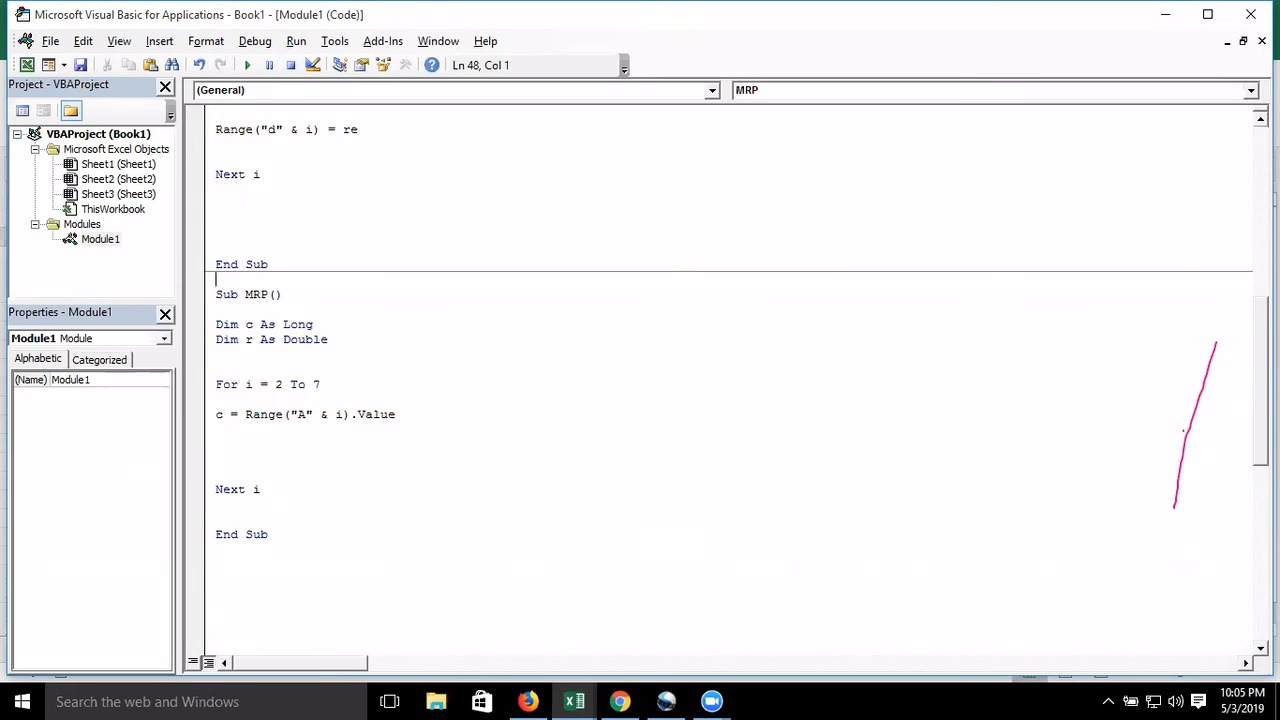 Microsoft Visual Basic for Applications - Book1 - [Module1 (Code)]
File Edit View Insert Format Debug Run Tools Add-Ins Window Help
Ln 48, Col 1
Project - VBAProject
(General) MRP
VBAProject (Book1)
Microsoft Excel Objects
Sheet1 (Sheet1)
Sheet2 (Sheet2)
Sheet3 (Sheet3)
ThisWorkbook
Modules
Module1
Properties - Module1
Module1 Module
Alphabetic Categorized
(Name) Module1
Range("d" & i) = re
Next i
End Sub
Sub MRP()
Dim c As Long
Dim r As Double
For i = 2 To 7
c = Range("A" & i).Value
Next i
End Sub
Search the web and Windows
10:05 PM
5/3/2019